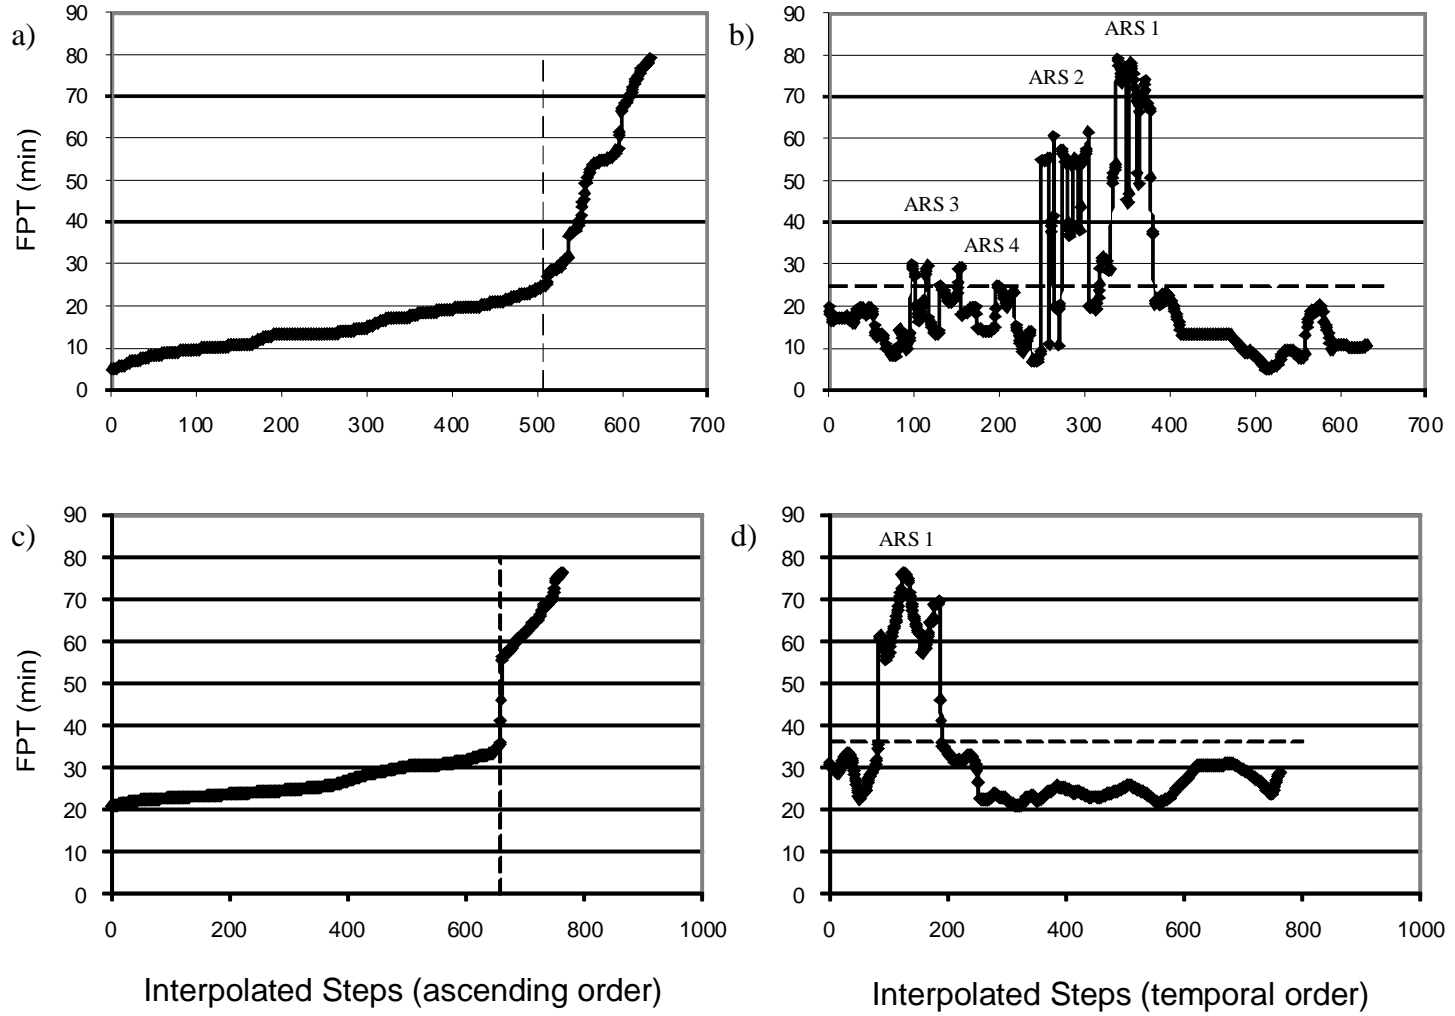 a)
90
80
70
60
50
40
30
20
10
0
FPT (min)
0 100 200 300 400 500 600 700
b)
90
80
70
60
50
40
30
20
10
0
ARS 1
ARS 2
ARS 3
ARS 4
0 100 200 300 400 500 600 700
c)
90
80
70
60
50
40
30
20
10
0
FPT (min)
0 200 400 600 800 1000
Interpolated Steps (ascending order)
d)
90
80
70
60
50
40
30
20
10
0
ARS 1
0 200 400 600 800 1000
Interpolated Steps (temporal order)